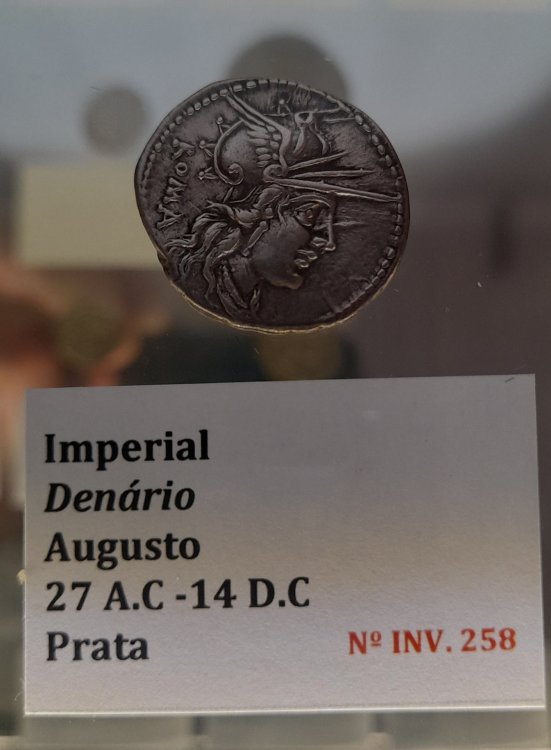 ROMA
Imperial
Denário
Augusto
27 A.C -14 D.C
Prata
Nº INV. 258